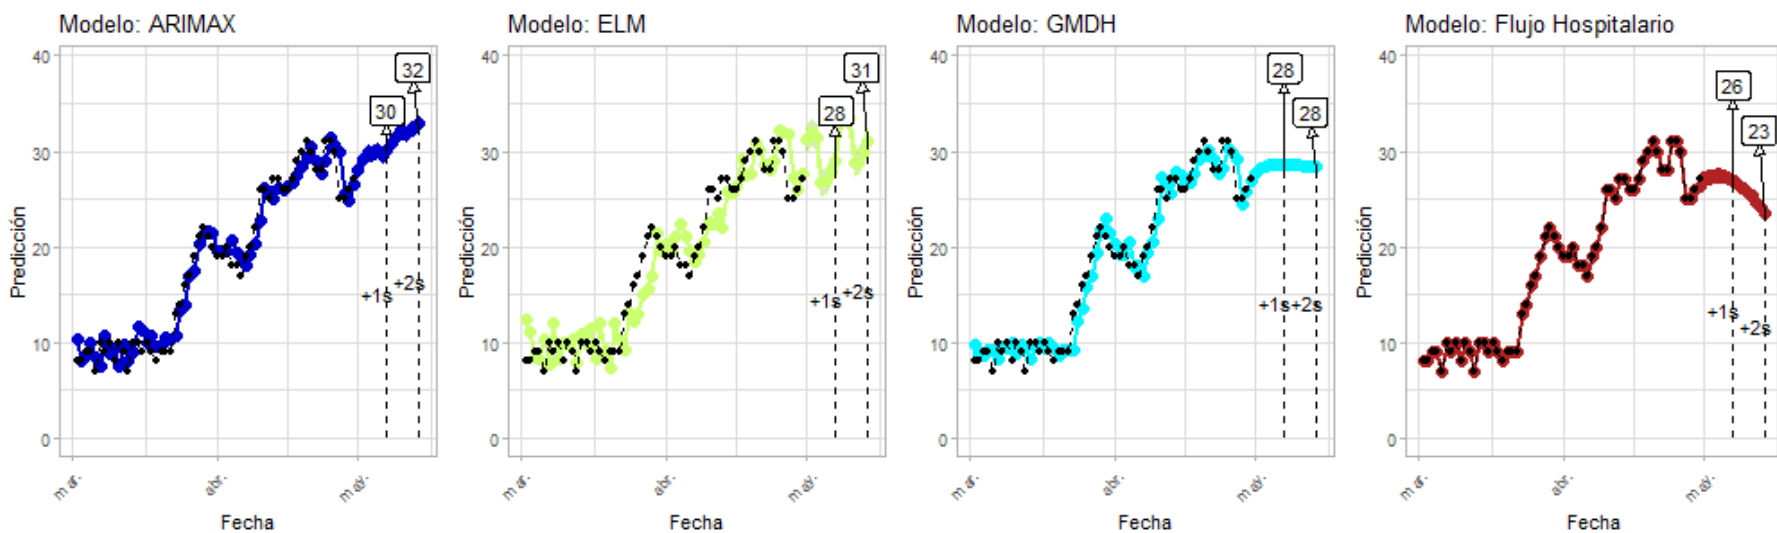 Modelo: ARIMAX
40
30
20
10
0
Predicción
32
30
+1s
+2s
mar.
abr.
may.
Fecha
Modelo: ELM
40
30
20
10
0
Predicción
31
28
+1s
+2s
mar.
abr.
may.
Fecha
Modelo: GMDH
40
30
20
10
0
Predicción
28
28
+1s
+2s
mar.
abr.
may.
Fecha
Modelo: Flujo Hospitalario
40
30
20
10
0
Predicción
26
23
+1s
+2s
mar.
abr.
may.
Fecha